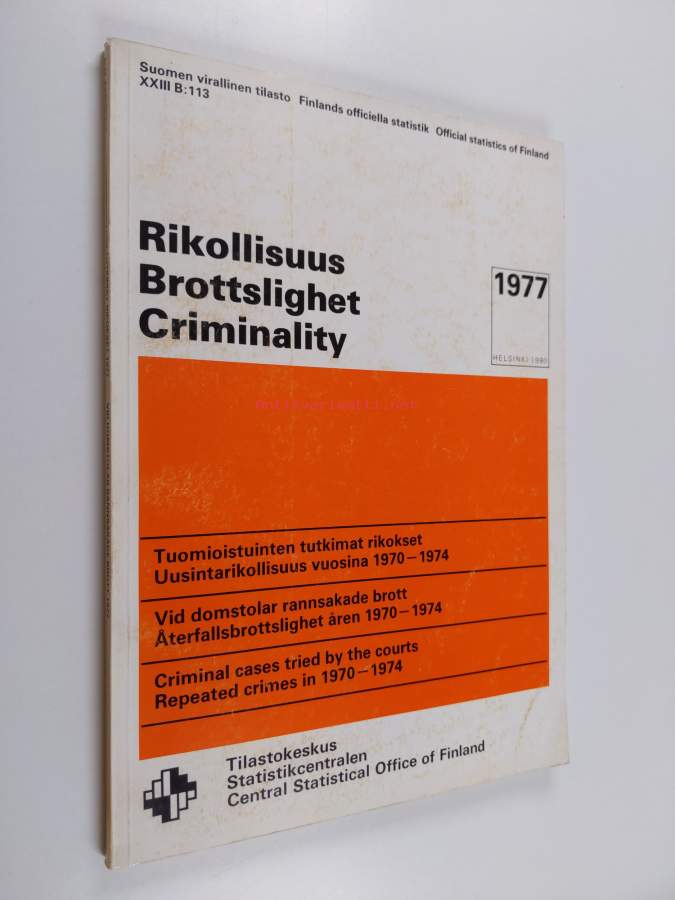 Suomen virallinen tilasto Finlands officiella statistik Official statistics of Finland
XXIII B:113
Rikollisuus
Brottslighet
Criminality
1977
HELSINKI 1980
Antikvariaatti.net
Tuomioistuinten tutkimat rikokset
Uusintarikollisuus vuosina 1970–1974
Vid domstolar rannsakade brott
Återfallsbrottslighet åren 1970–1974
Criminal cases tried by the courts
Repeated crimes in 1970–1974
Tilastokeskus
Statistikcentralen
Central Statistical Office of Finland